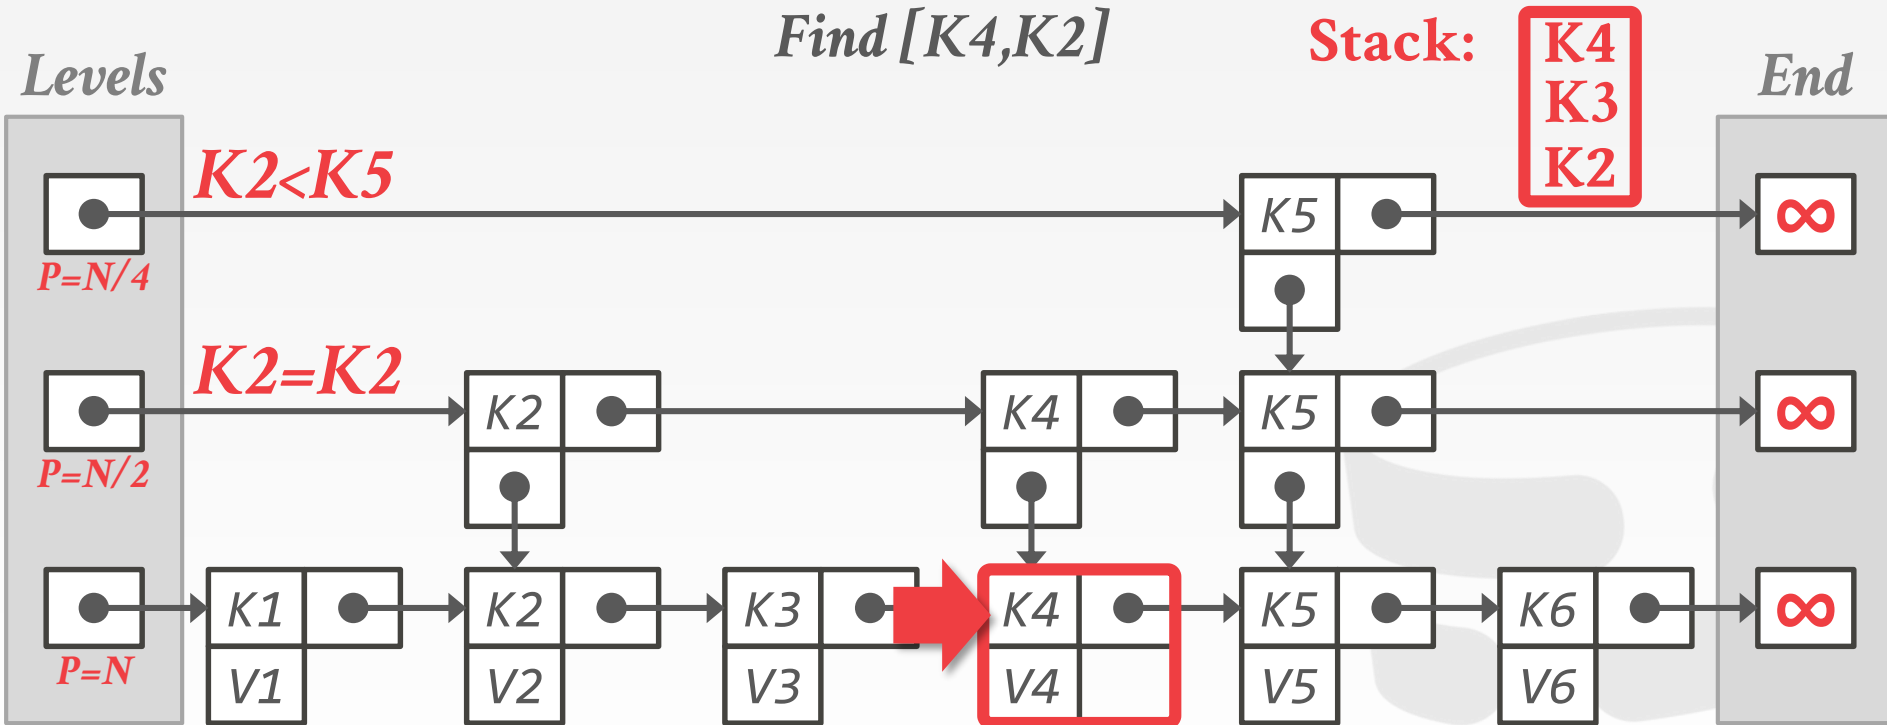 Find [K4,K2]
Stack:
K4
K3
K2
Levels
End
K2<K5
K5
∞
P=N/4
K2=K2
K2
K4
K5
∞
P=N/2
K1
K2
K3
K4
K5
K6
∞
P=N
V1
V2
V3
V4
V5
V6